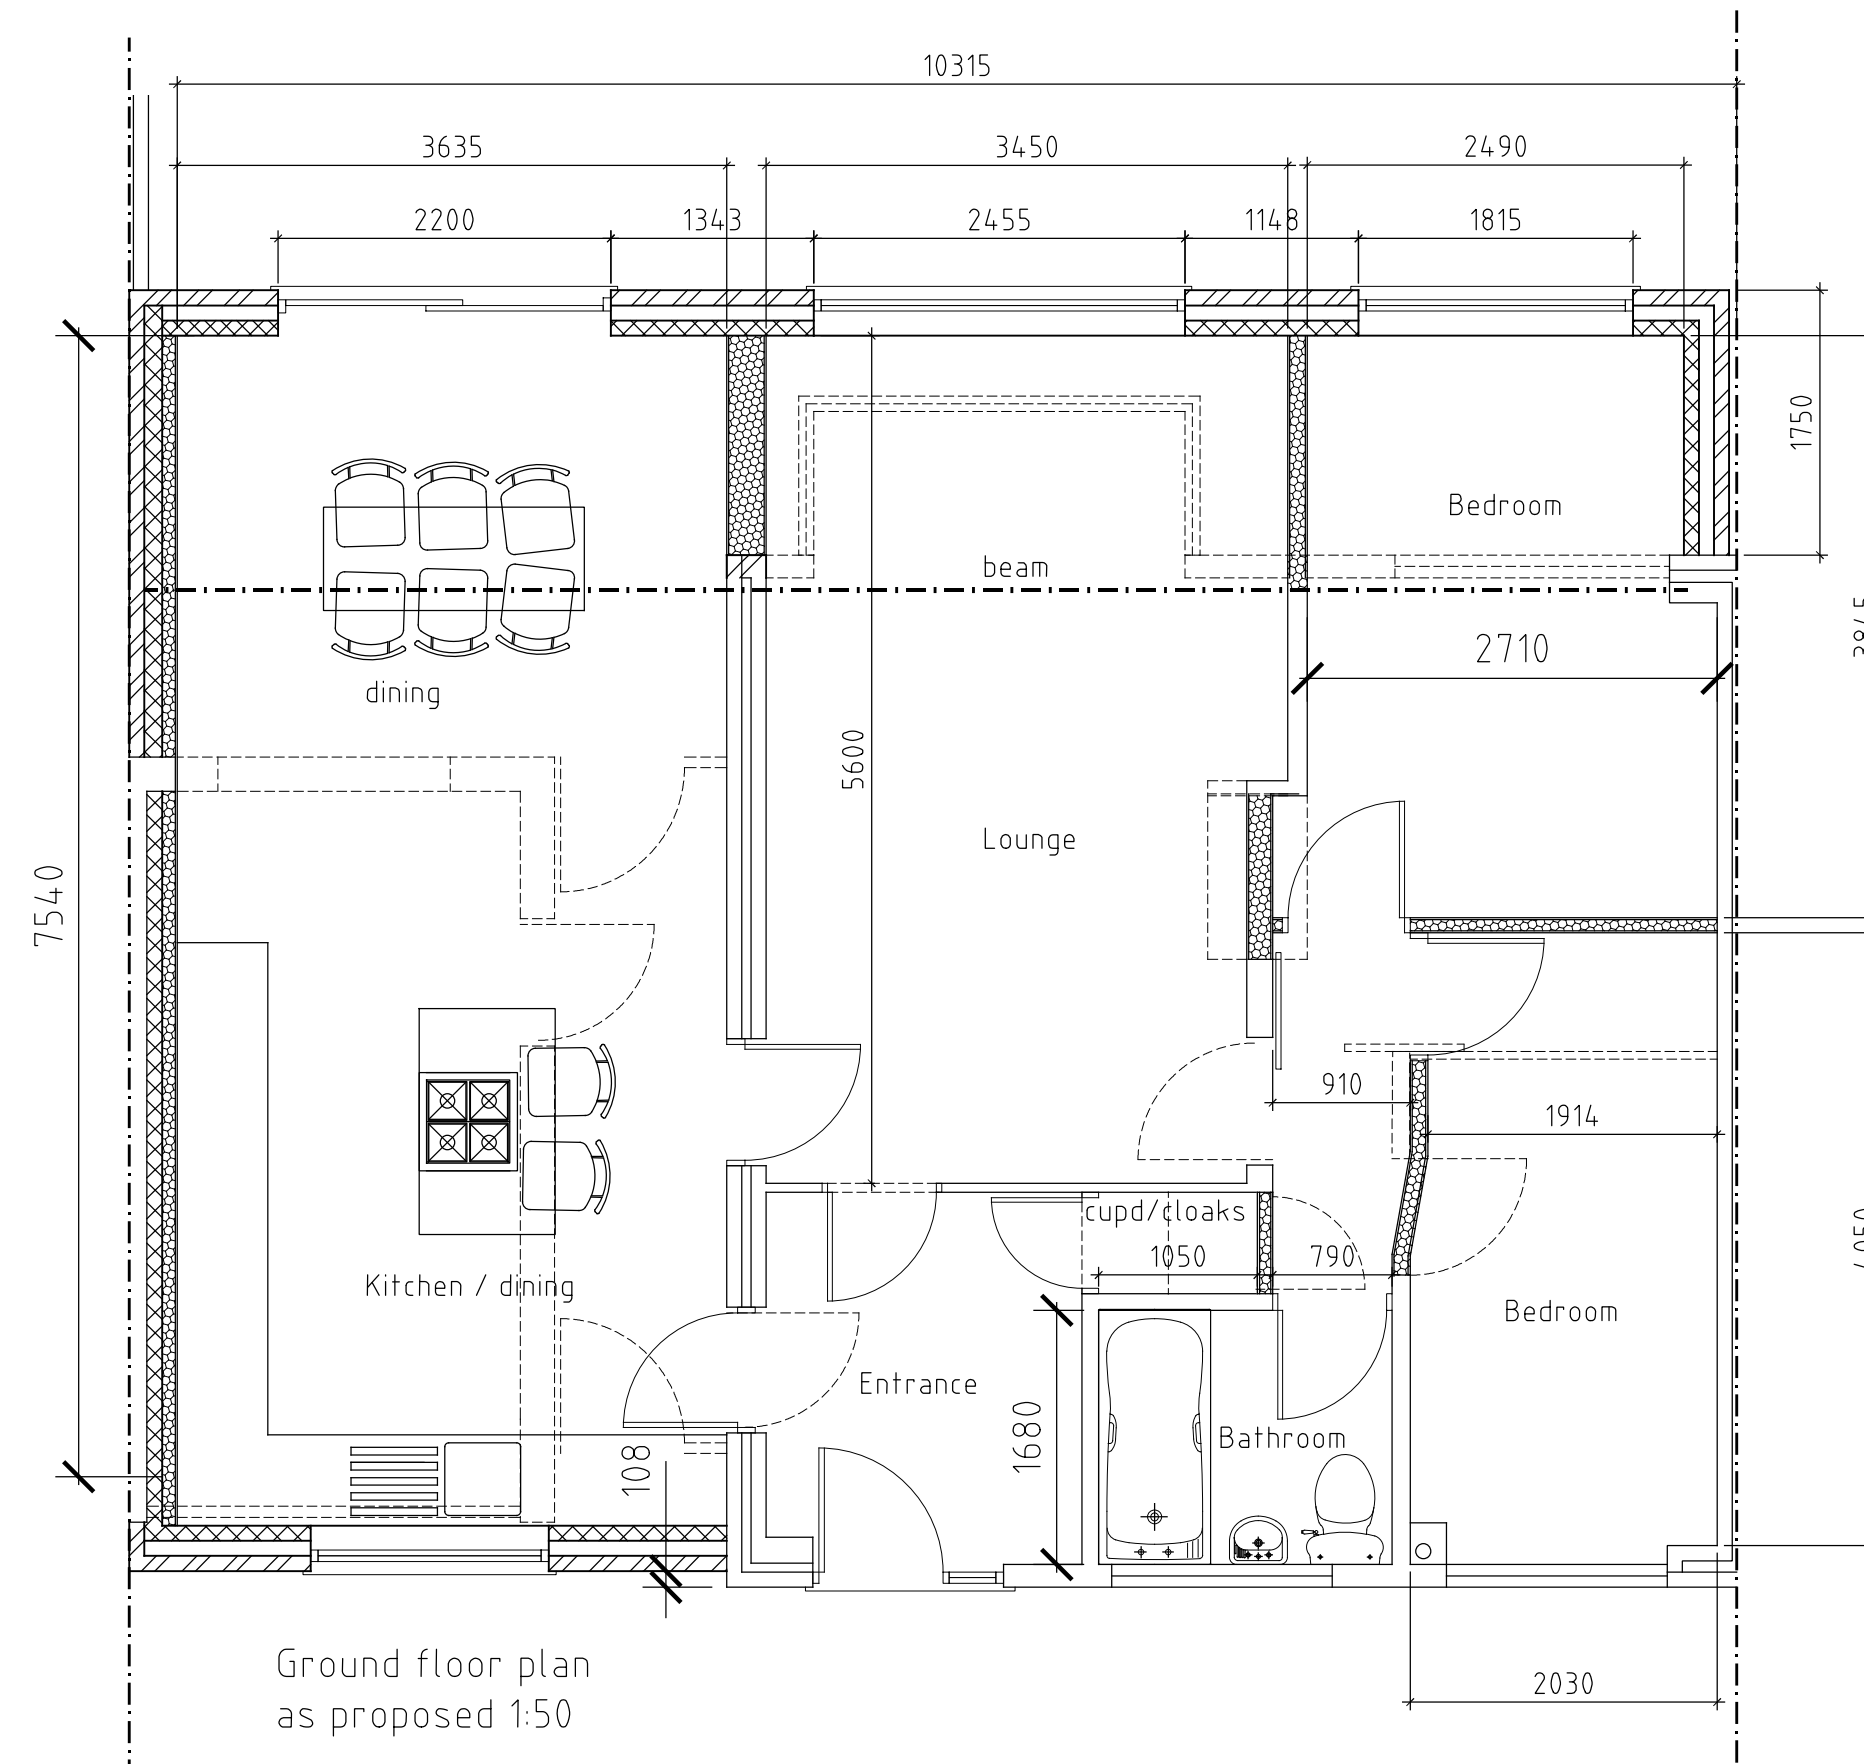 10315
3635 3450 2490
2200 1343 2455 1148 1815
1750
Bedroom
beam
2710
dining
5600
Lounge
7540
910
1914
cupd/cloaks
1050 790
Kitchen / dining
Bedroom
Entrance
1680
Bathroom
108
Ground floor plan
as proposed 1:50
2030